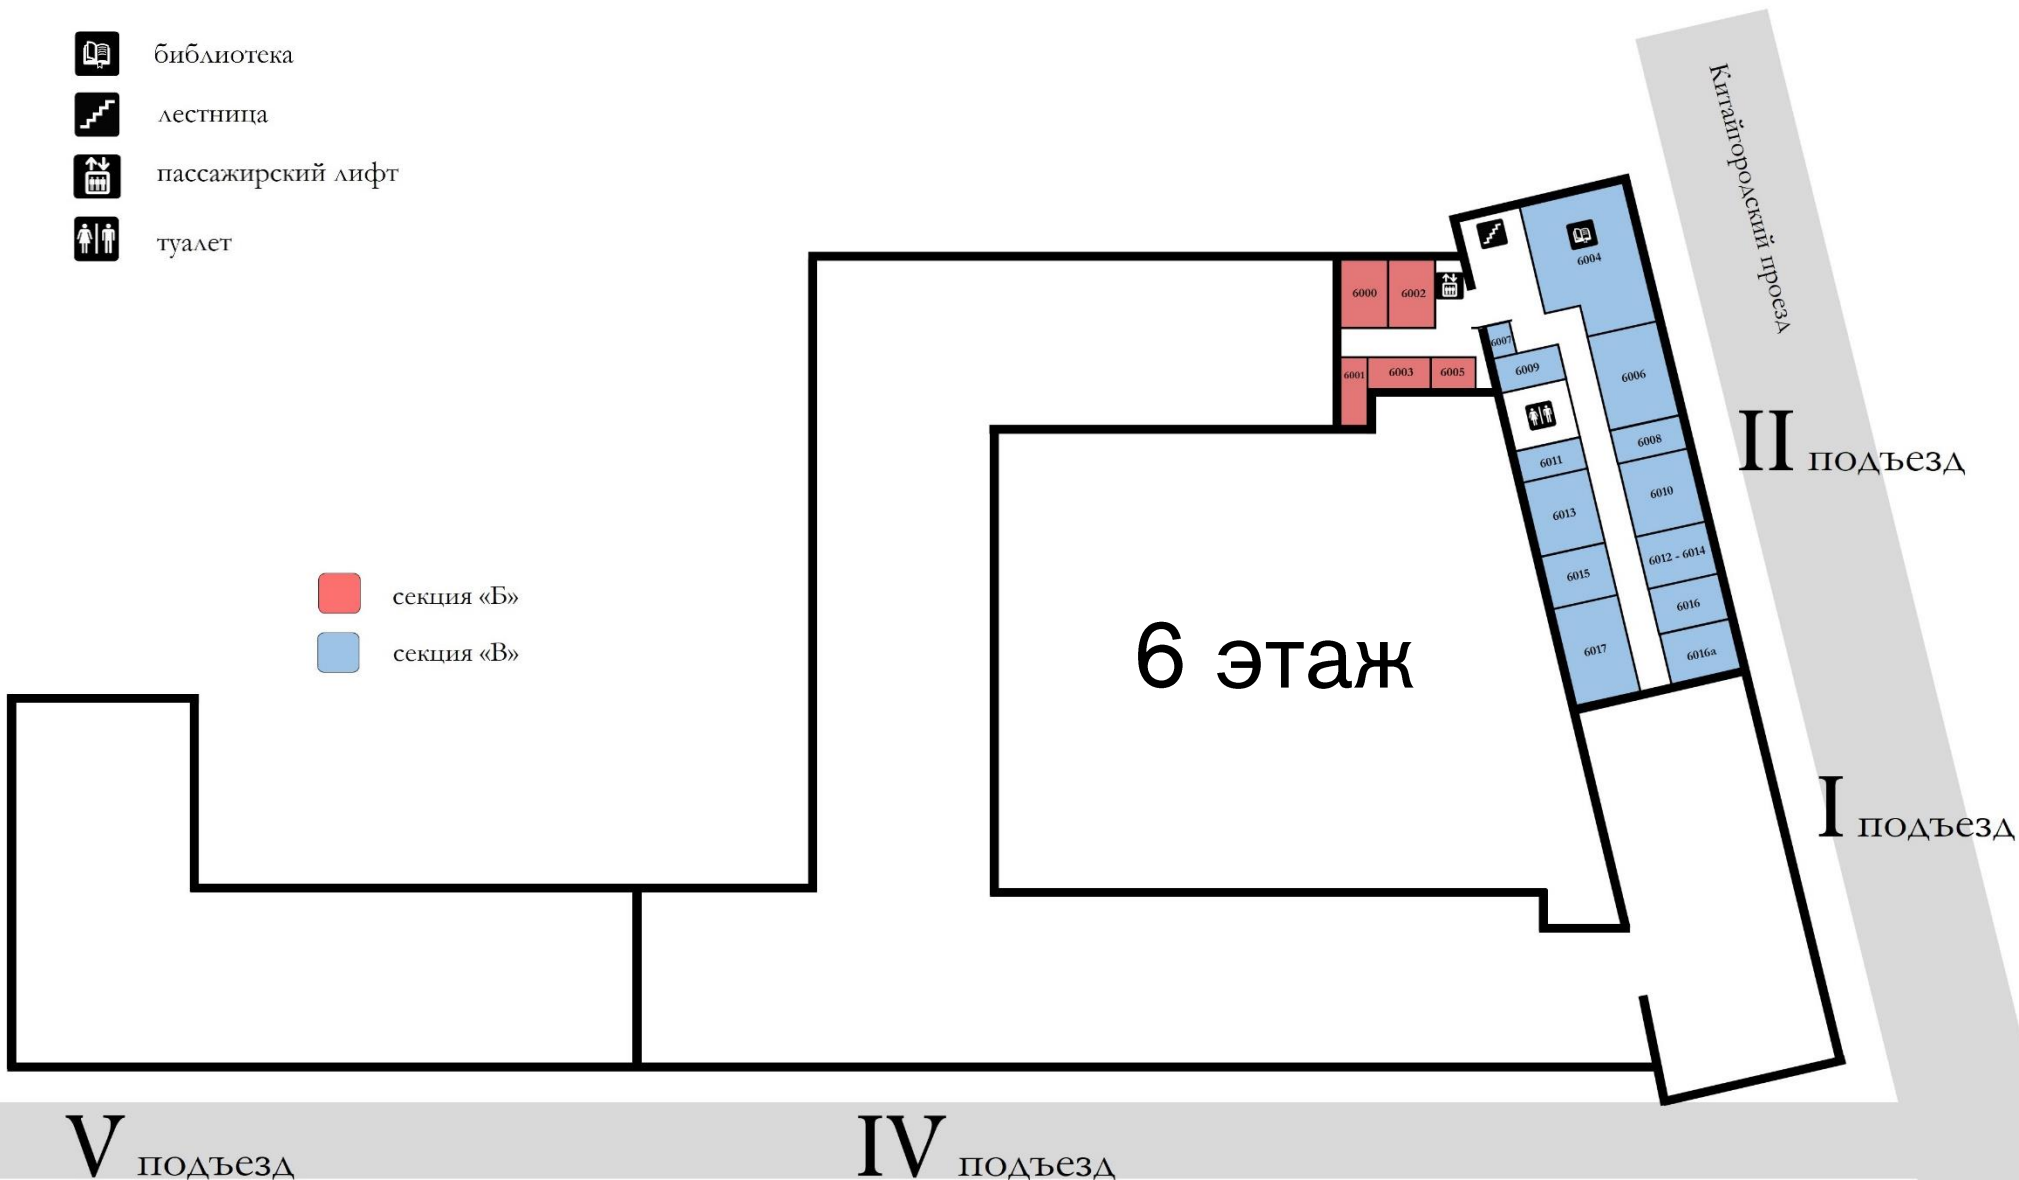 библиотека
лестница
пассажирский лифт
туалет
Китайгородский проезд
6004
6000
6002
6007
6009
6001
6003
6005
6006
6008
6011
6010
6013
6012 - 6014
6015
6016
6017
6016а
II подъезд
секция «Б»
секция «В»
6 этаж
I подъезд
V подъезд
IV подъезд